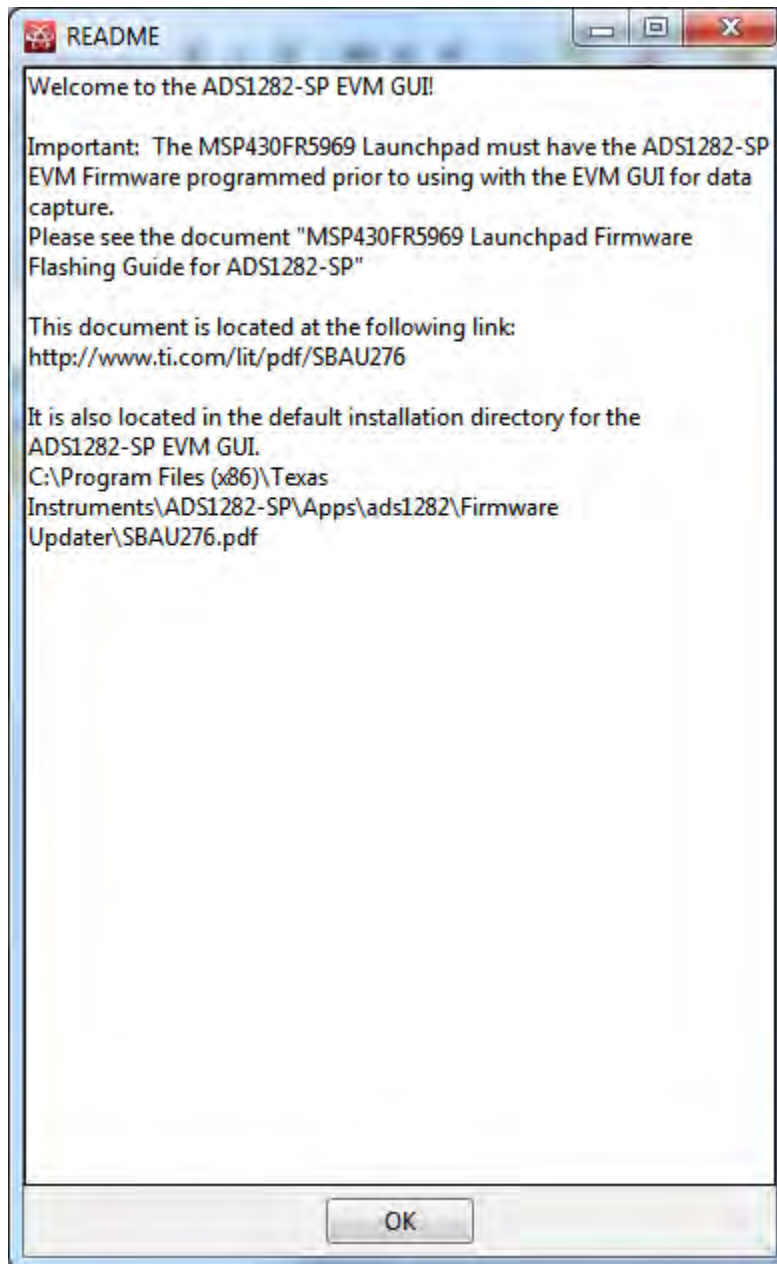 README
Welcome to the ADS1282-SP EVM GUI!
Important:  The MSP430FR5969 Launchpad must have the ADS1282-SP
EVM Firmware programmed prior to using with the EVM GUI for data
capture.
Please see the document "MSP430FR5969 Launchpad Firmware
Flashing Guide for ADS1282-SP"
This document is located at the following link:
http://www.ti.com/lit/pdf/SBAU276
It is also located in the default installation directory for the
ADS1282-SP EVM GUI.
C:\Program Files (x86)\Texas
Instruments\ADS1282-SP\Apps\ads1282\Firmware
Updater\SBAU276.pdf
OK